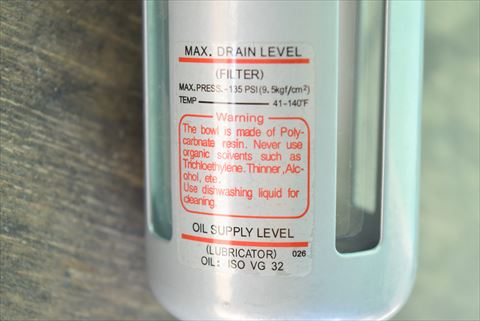 MAX. DRAIN LEVEL
(FILTER)
MAX. PRESS.-135 PSI(9.5kgf/cm²)
TEMP 41-140°F
Warning
The bowl is made of Poly-
carbnate resin. Never use
organic solvents such as
Trichloethylene. Thinner ,Alc-
ohol, etc.
Use dishwashing liquid for
cleaning.
OIL SUPPLY LEVEL
(LUBRICATOR) 026
OIL: ISO VG 32